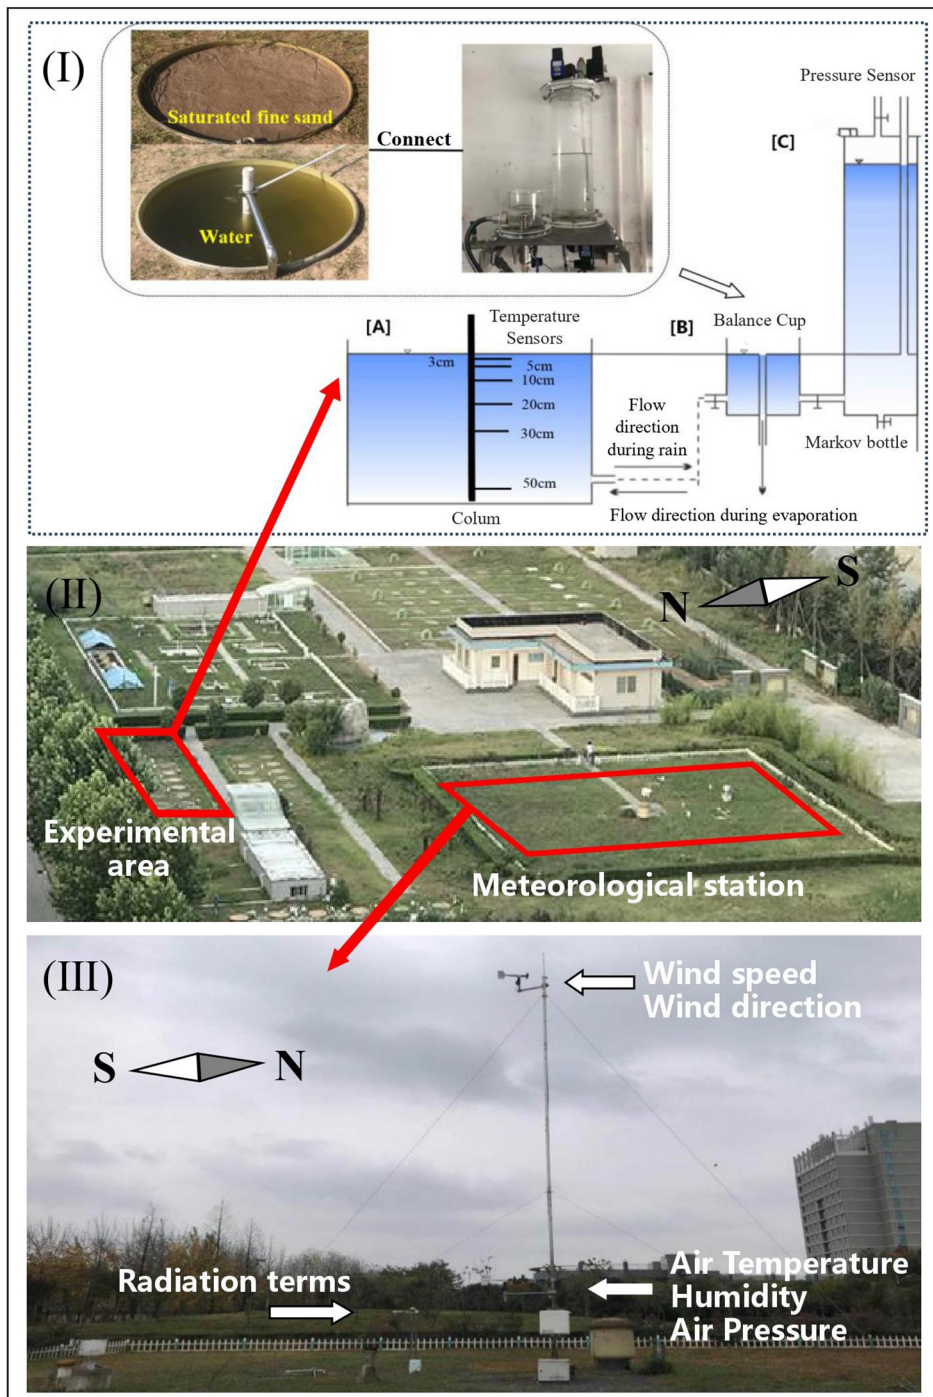 (I)
Saturated fine sand
Water
Connect
Pressure Sensor
[C]
[A]
Temperature
Sensors
[B]
Balance Cup
3cm
5cm
10cm
20cm
30cm
50cm
Flow
direction
during rain
Markov bottle
Colum
Flow direction during evaporation
(II)
N
S
Experimental
area
Meteorological station
(III)
Wind speed
Wind direction
S
N
Radiation terms
Air Temperature
Humidity
Air Pressure